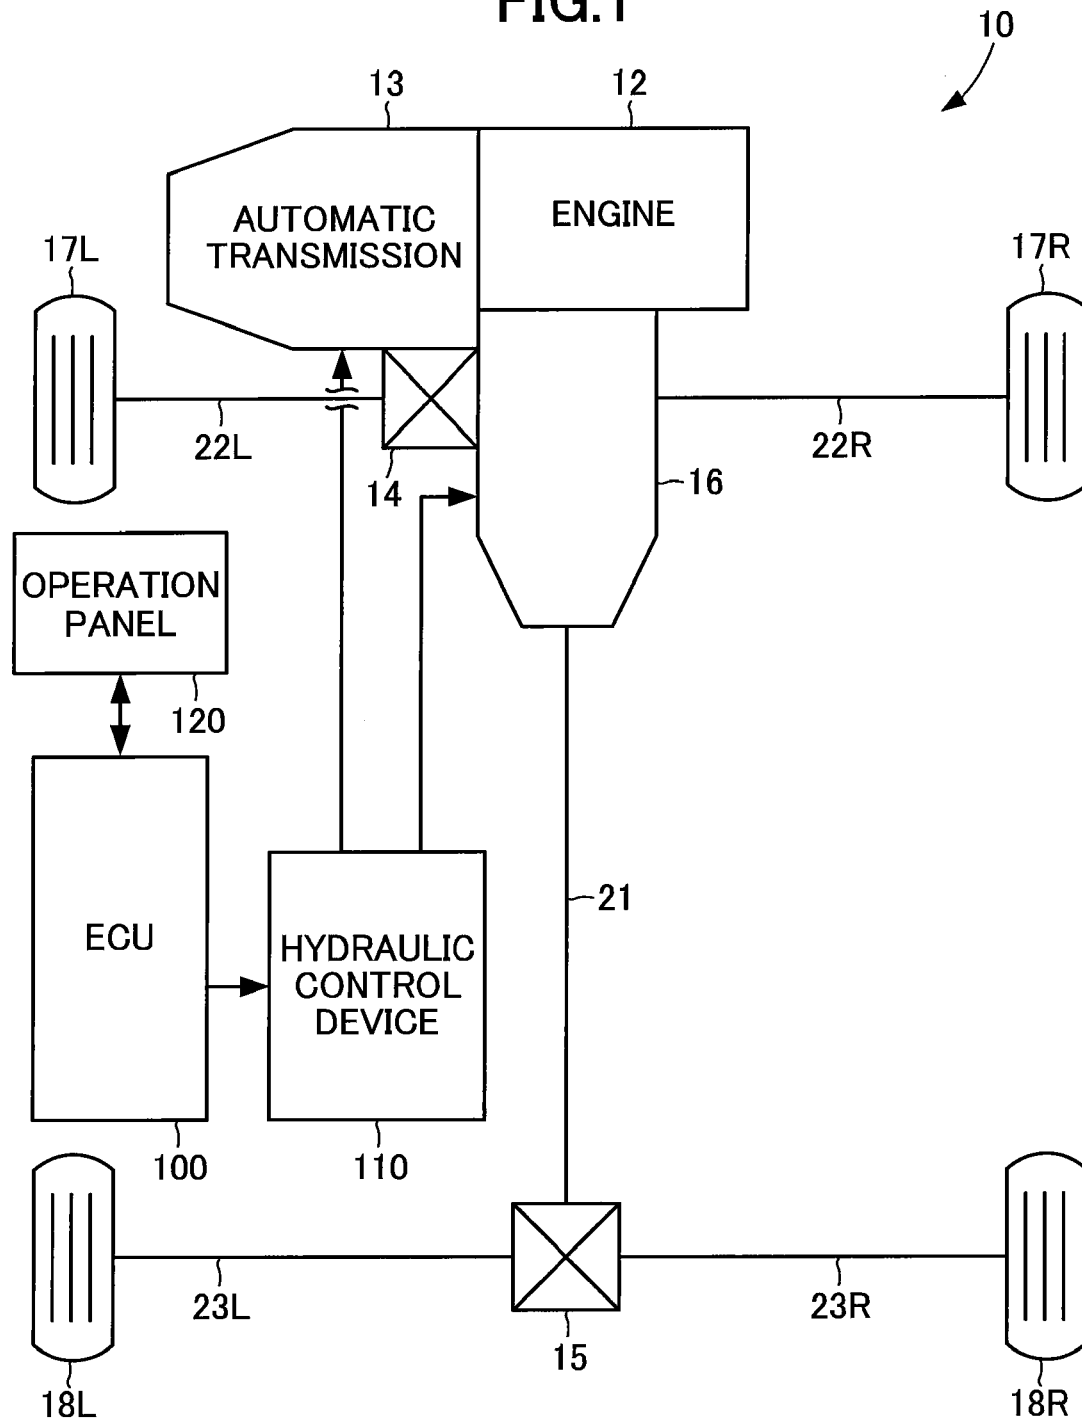 FIG.1
10
13
12
AUTOMATIC
TRANSMISSION
ENGINE
17L
17R
22L
22R
14
16
OPERATION
PANEL
120
21
ECU
HYDRAULIC
CONTROL
DEVICE
100
110
23L
23R
15
18L
18R